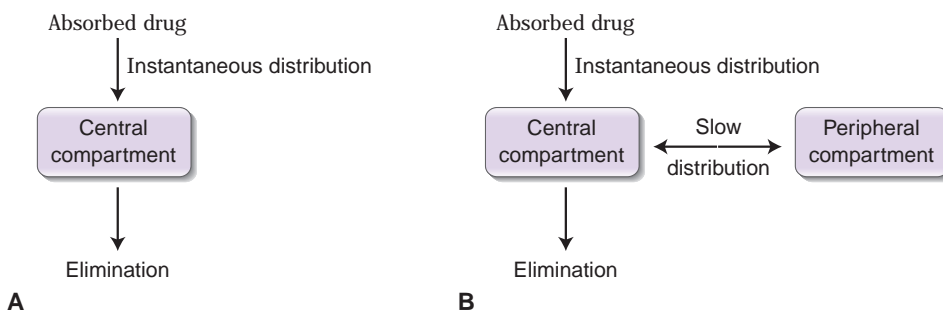 Absorbed drug
Instantaneous distribution
Central
compartment
Elimination
A
Absorbed drug
Instantaneous distribution
Central
compartment
Slow
distribution
Peripheral
compartment
Elimination
B